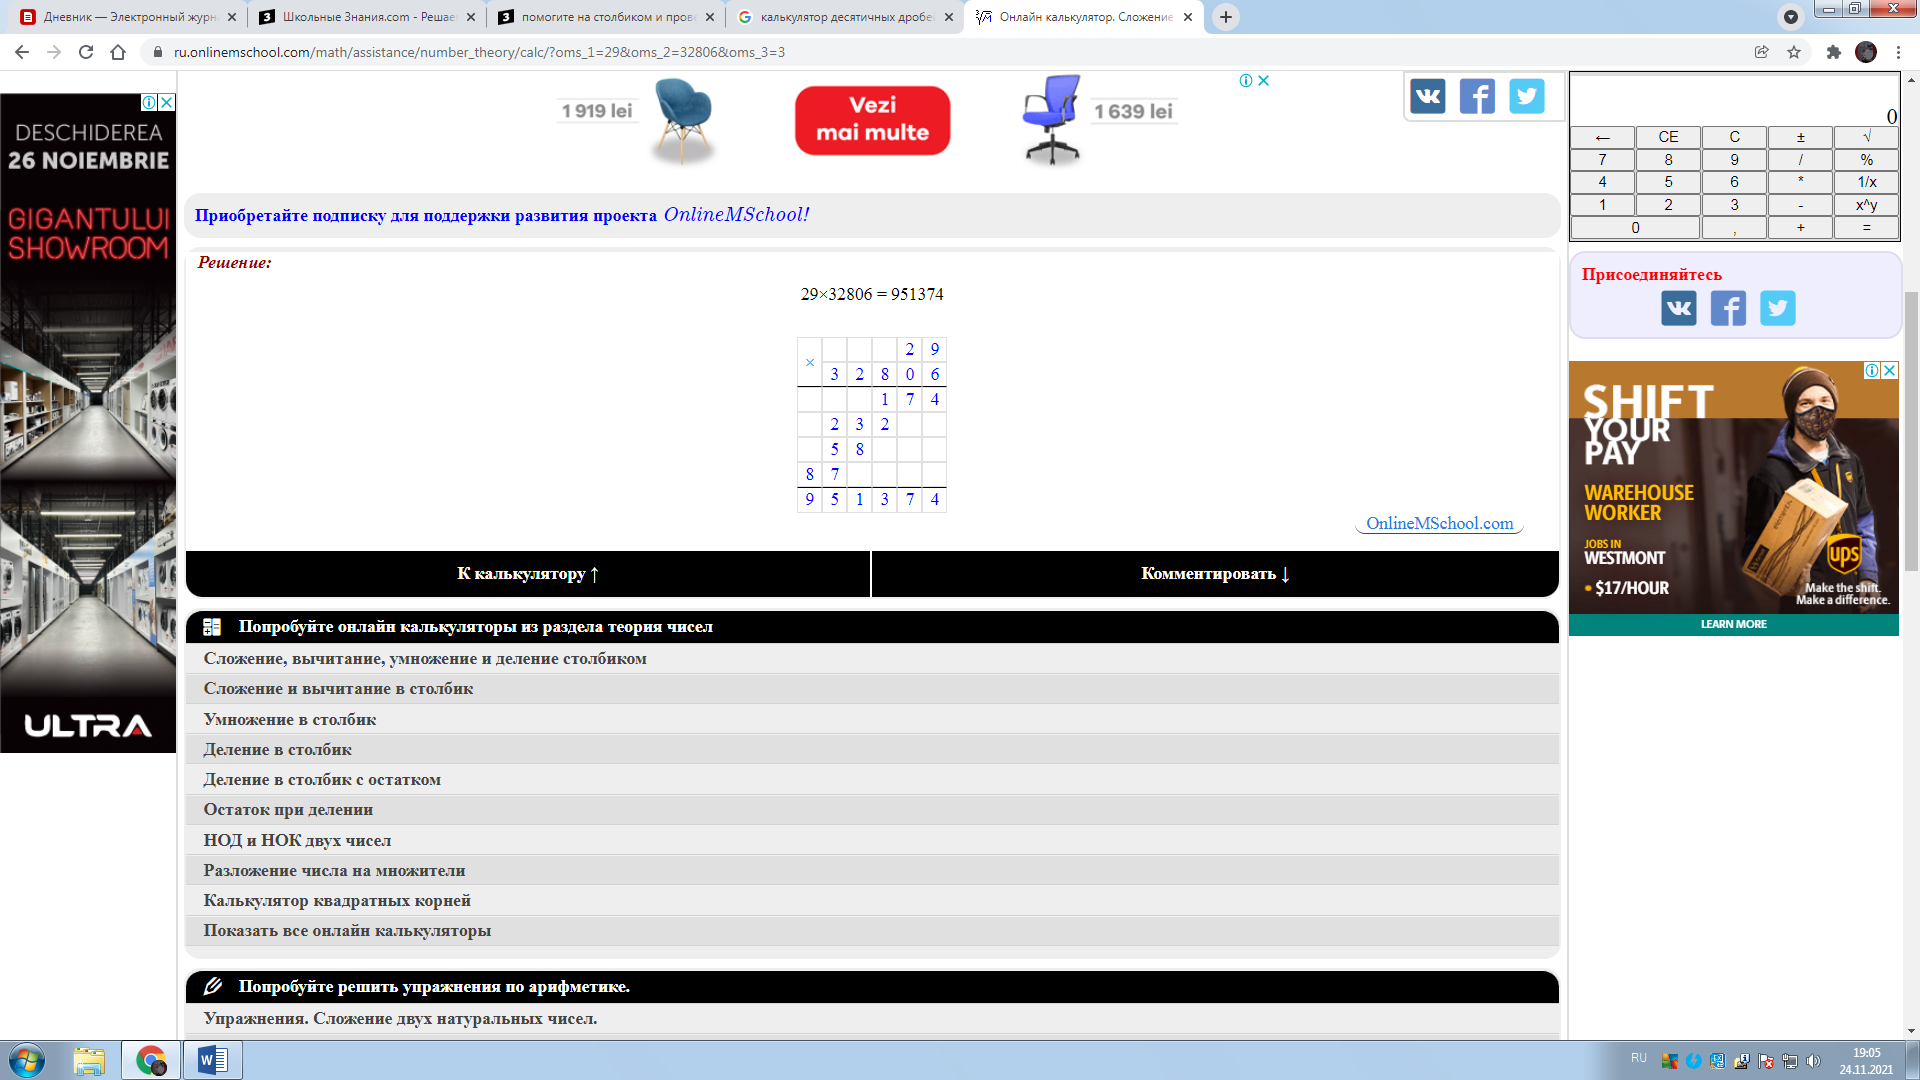 Дневник — Электронный журн
Школьные Знания.com - Решае
помогите на столбиком и пров
калькулятор десятичных дробей
Онлайн калькулятор. Сложение
ru.onlinemschool.com/math/assistance/number_theory/calc/?oms_1=29&oms_2=32806&oms_3=3
DESCHIDEREA
26 NOIEMBRIE
GIGANTULUI
SHOWROOM
ULTRA
1 919 lei
Vezi
mai multe
1 639 lei
Приобретайте подписку для поддержки развития проекта OnlineMSchool!
Решение:
29×32806 = 951374
× 2 9
3 2 8 0 6
1 7 4
2 3 2
5 8
8 7
9 5 1 3 7 4
OnlineMSchool.com
К калькулятору ↑
Комментировать ↓
Попробуйте онлайн калькуляторы из раздела теория чисел
Сложение, вычитание, умножение и деление столбиком
Сложение и вычитание в столбик
Умножение в столбик
Деление в столбик
Деление в столбик с остатком
Остаток при делении
НОД и НОК двух чисел
Разложение числа на множители
Калькулятор квадратных корней
Показать все онлайн калькуляторы
Попробуйте решить упражнения по арифметике.
Упражнения. Сложение двух натуральных чисел.
0
← CE C ± √
7 8 9 / %
4 5 6 * 1/x
1 2 3 - x^y
0 , + =
Присоединяйтесь
SHIFT
YOUR
PAY
WAREHOUSE
WORKER
JOBS IN
WESTMONT
• $17/HOUR
ups
Make the shift.
Make a difference.
LEARN MORE
RU
19:05
24.11.2021